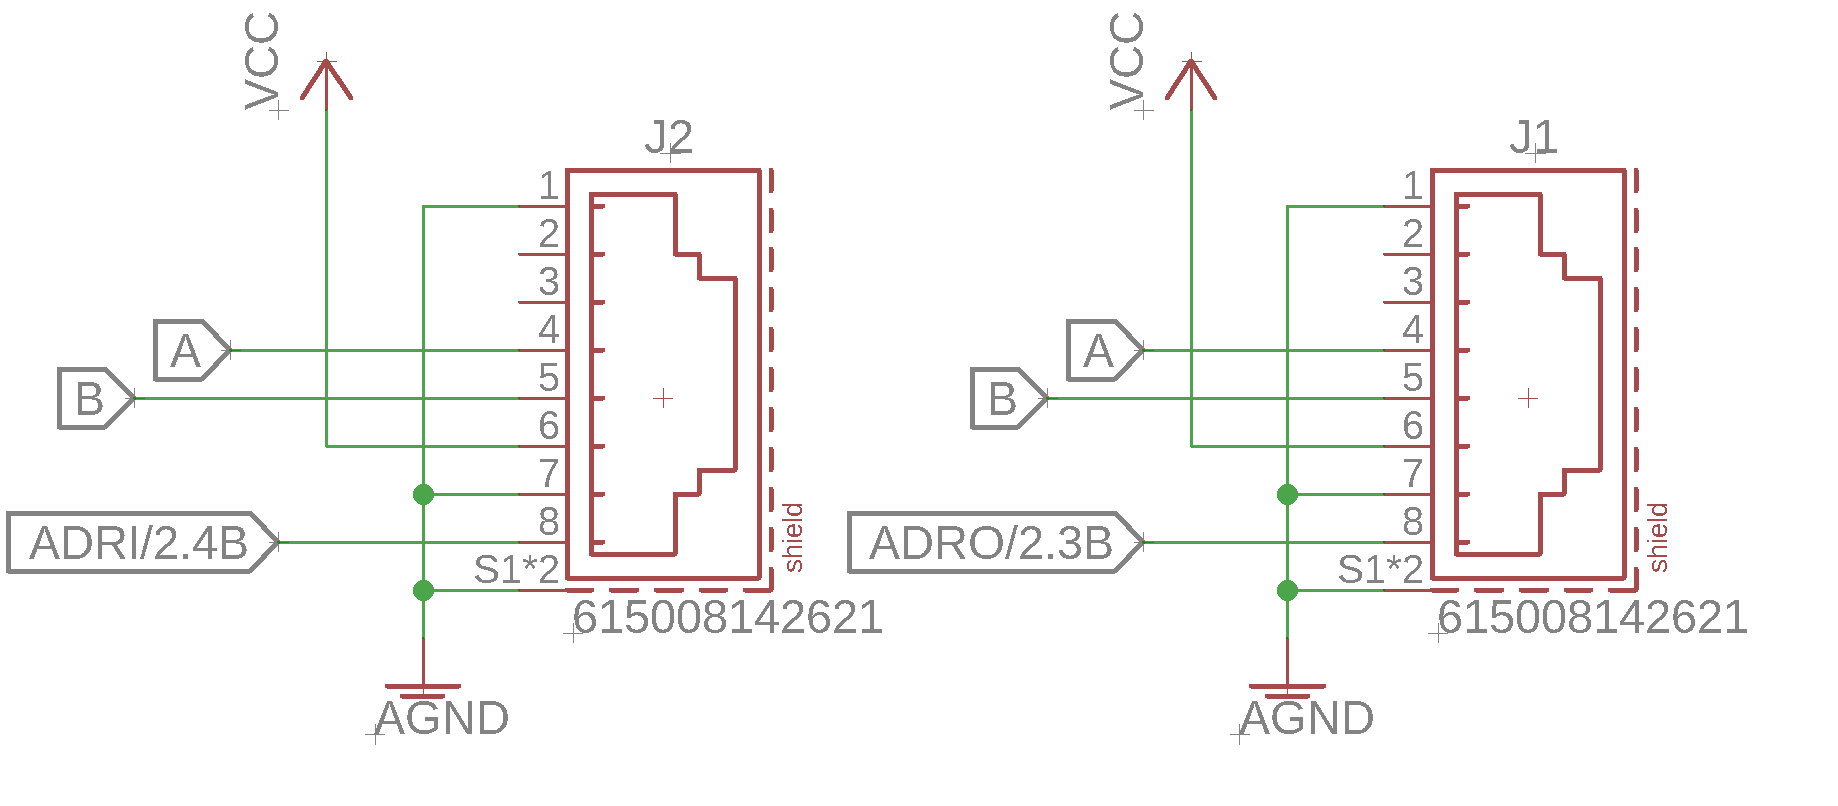 VCC
J2
1
2
3
4
5
6
7
8
S1*2
A
B
ADRI/2.4B
shield
615008142621
AGND
VCC
J1
1
2
3
4
5
6
7
8
S1*2
A
B
ADRO/2.3B
shield
615008142621
AGND